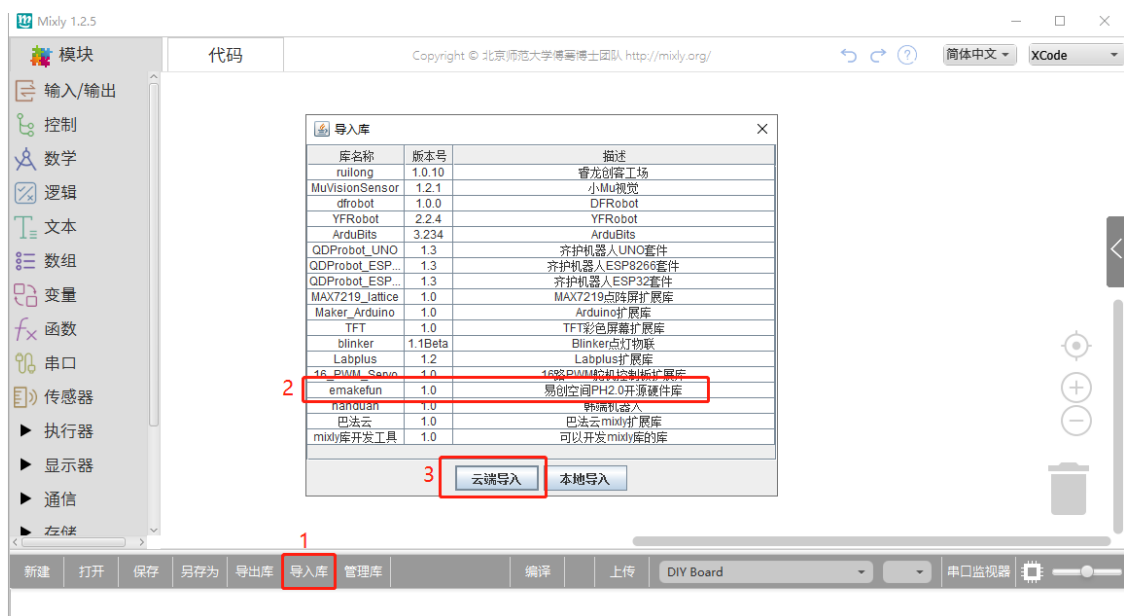 Mixly 1.2.5
模块
代码
Copyright © 北京师范大学傅骞博士团队 http://mixly.org/
简体中文
XCode
输入/输出
控制
数学
逻辑
文本
数组
变量
函数
串口
传感器
执行器
显示器
通信
存储
导入库
库名称 版本号 描述
ruilong 1.0.10 睿龙创客工场
MuVisionSensor 1.2.1 小Mu视觉
dfrobot 1.0.0 DFRobot
YFRobot 2.2.4 YFRobot
ArduBits 3.234 ArduBits
QDProbot_UNO 1.3 齐护机器人UNO套件
QDProbot_ESP... 1.3 齐护机器人ESP8266套件
QDProbot_ESP... 1.3 齐护机器人ESP32套件
MAX7219_lattice 1.0 MAX7219点阵屏扩展库
Maker_Arduino 1.0 Arduino扩展库
TFT 1.0 TFT彩色屏幕扩展库
blinker 1.1Beta Blinker点灯物联
Labplus 1.2 Labplus扩展库
16_PWM_Servo 1.0 16路PWM舵机控制板扩展库
2 emakefun 1.0 易创空间PH2.0开源硬件库
handuan 1.0 韩端机器人
巴法云 1.0 巴法云mixly扩展库
mixly库开发工具 1.0 可以开发mixly库的库
3 云端导入 本地导入
1
新建 打开 保存 另存为 导出库 导入库 管理库 编译 上传 DIY Board 串口监视器